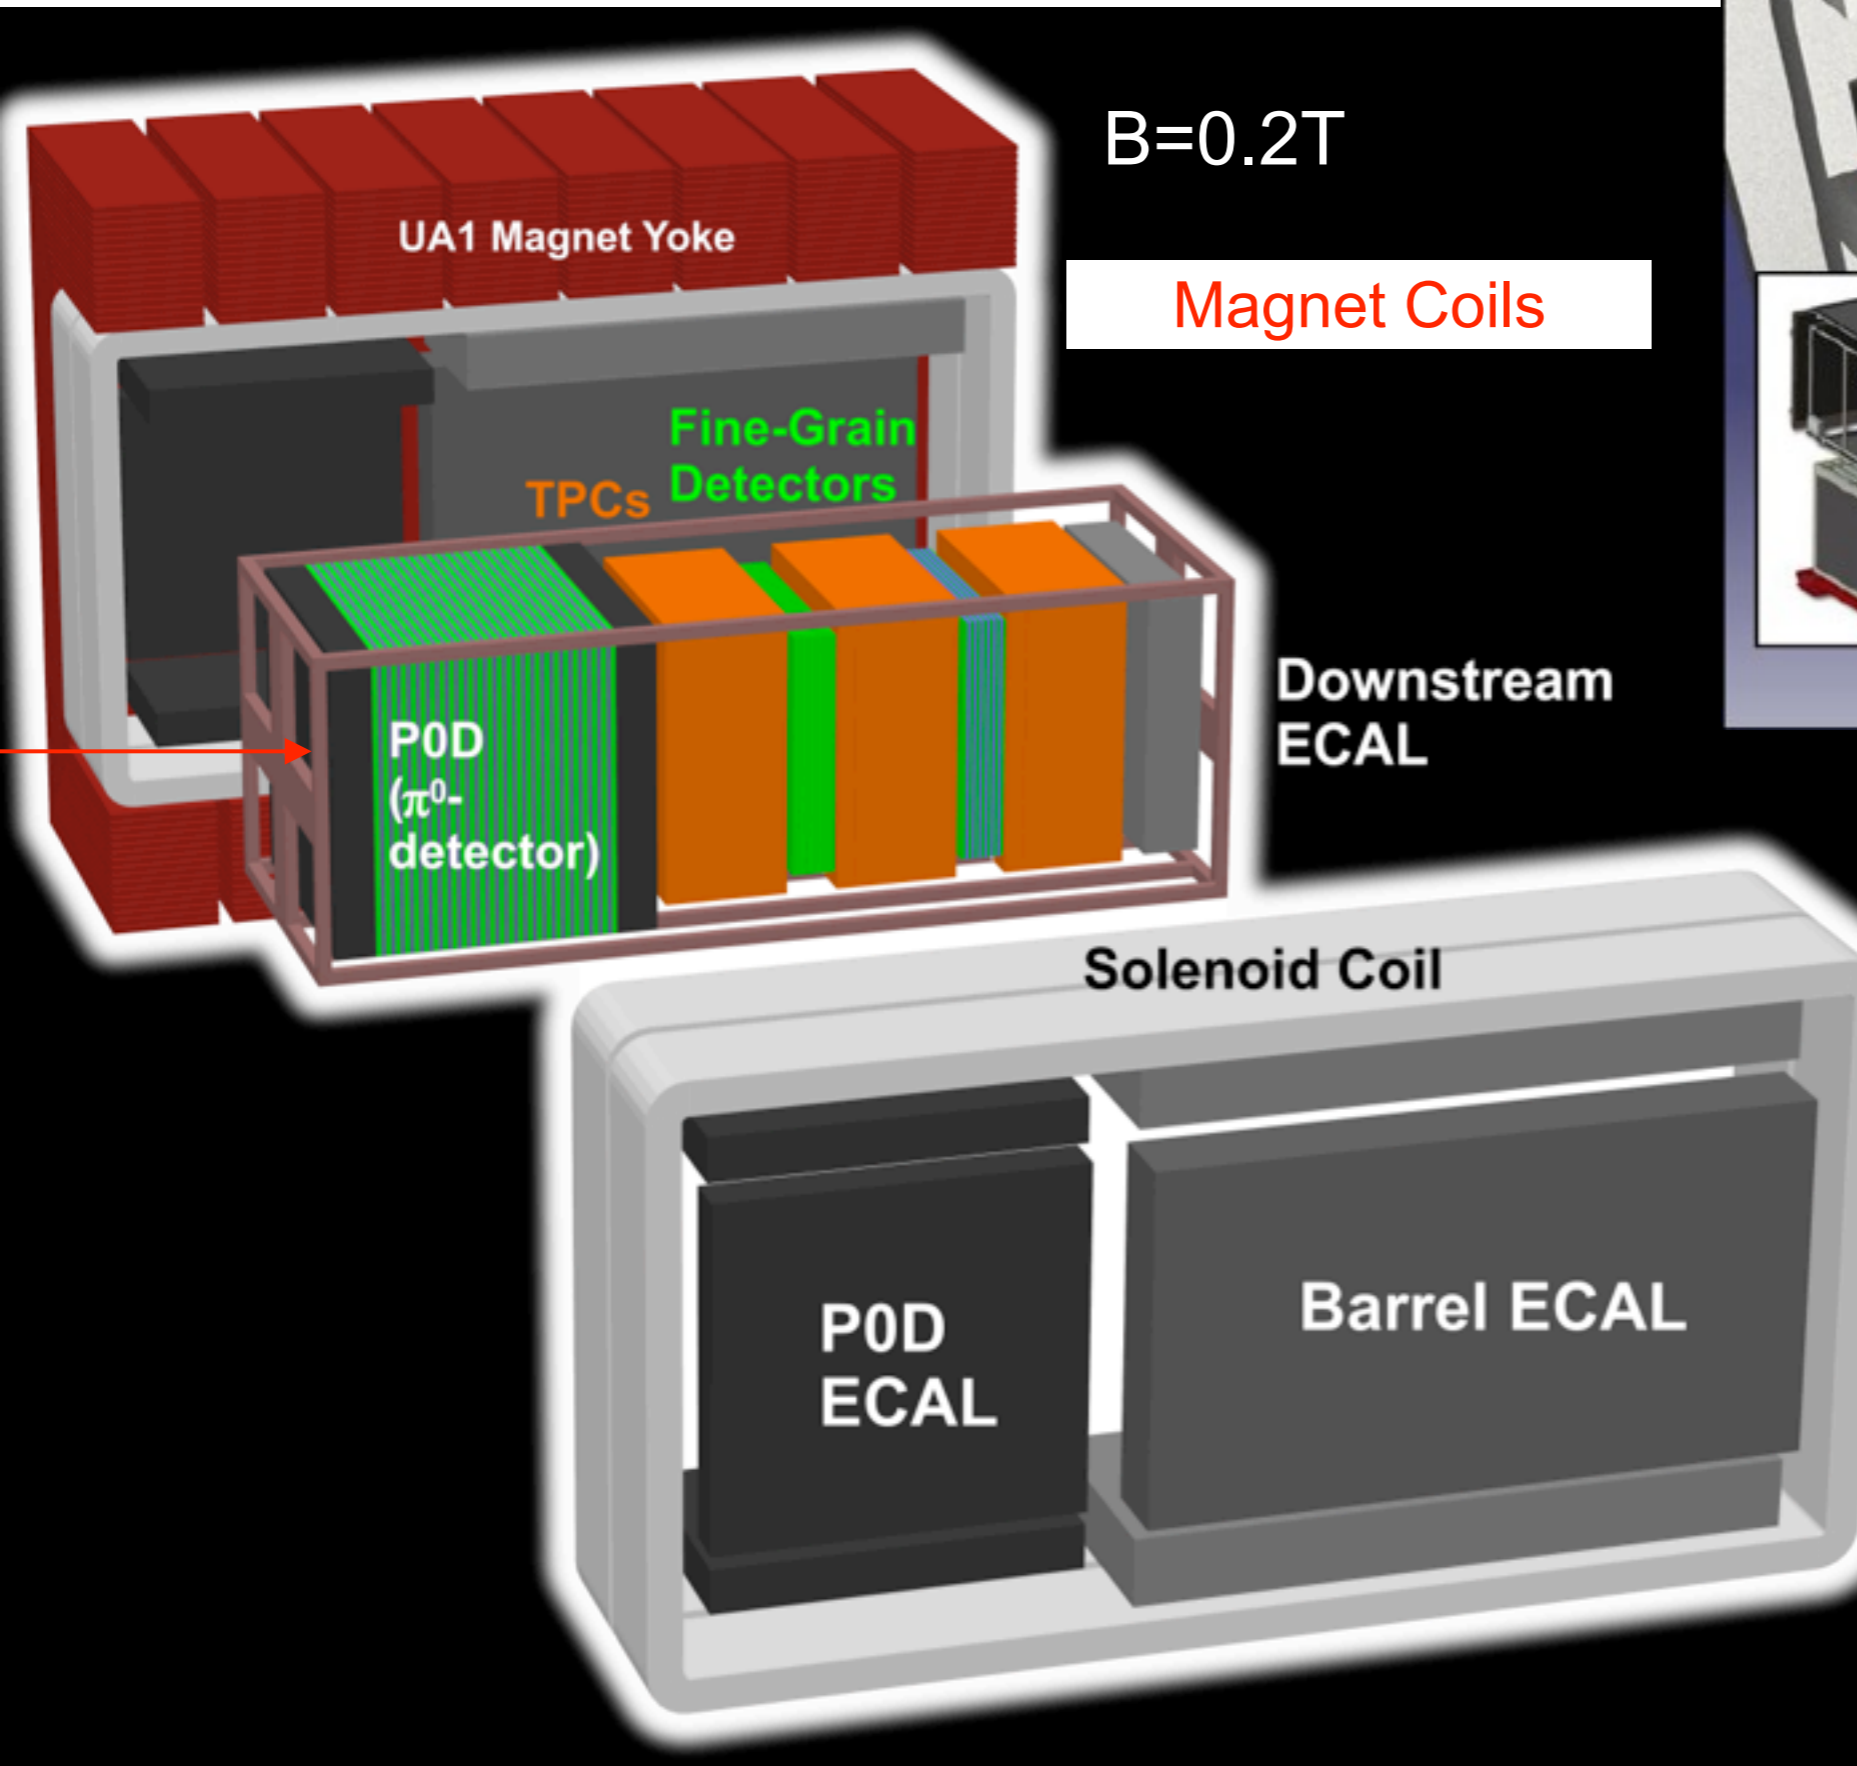 B=0.2T
UA1 Magnet Yoke
Magnet Coils
Fine-Grain
Detectors
TPCs
Downstream
ECAL
P0D
(π⁰-
detector)
Solenoid Coil
P0D
ECAL
Barrel ECAL